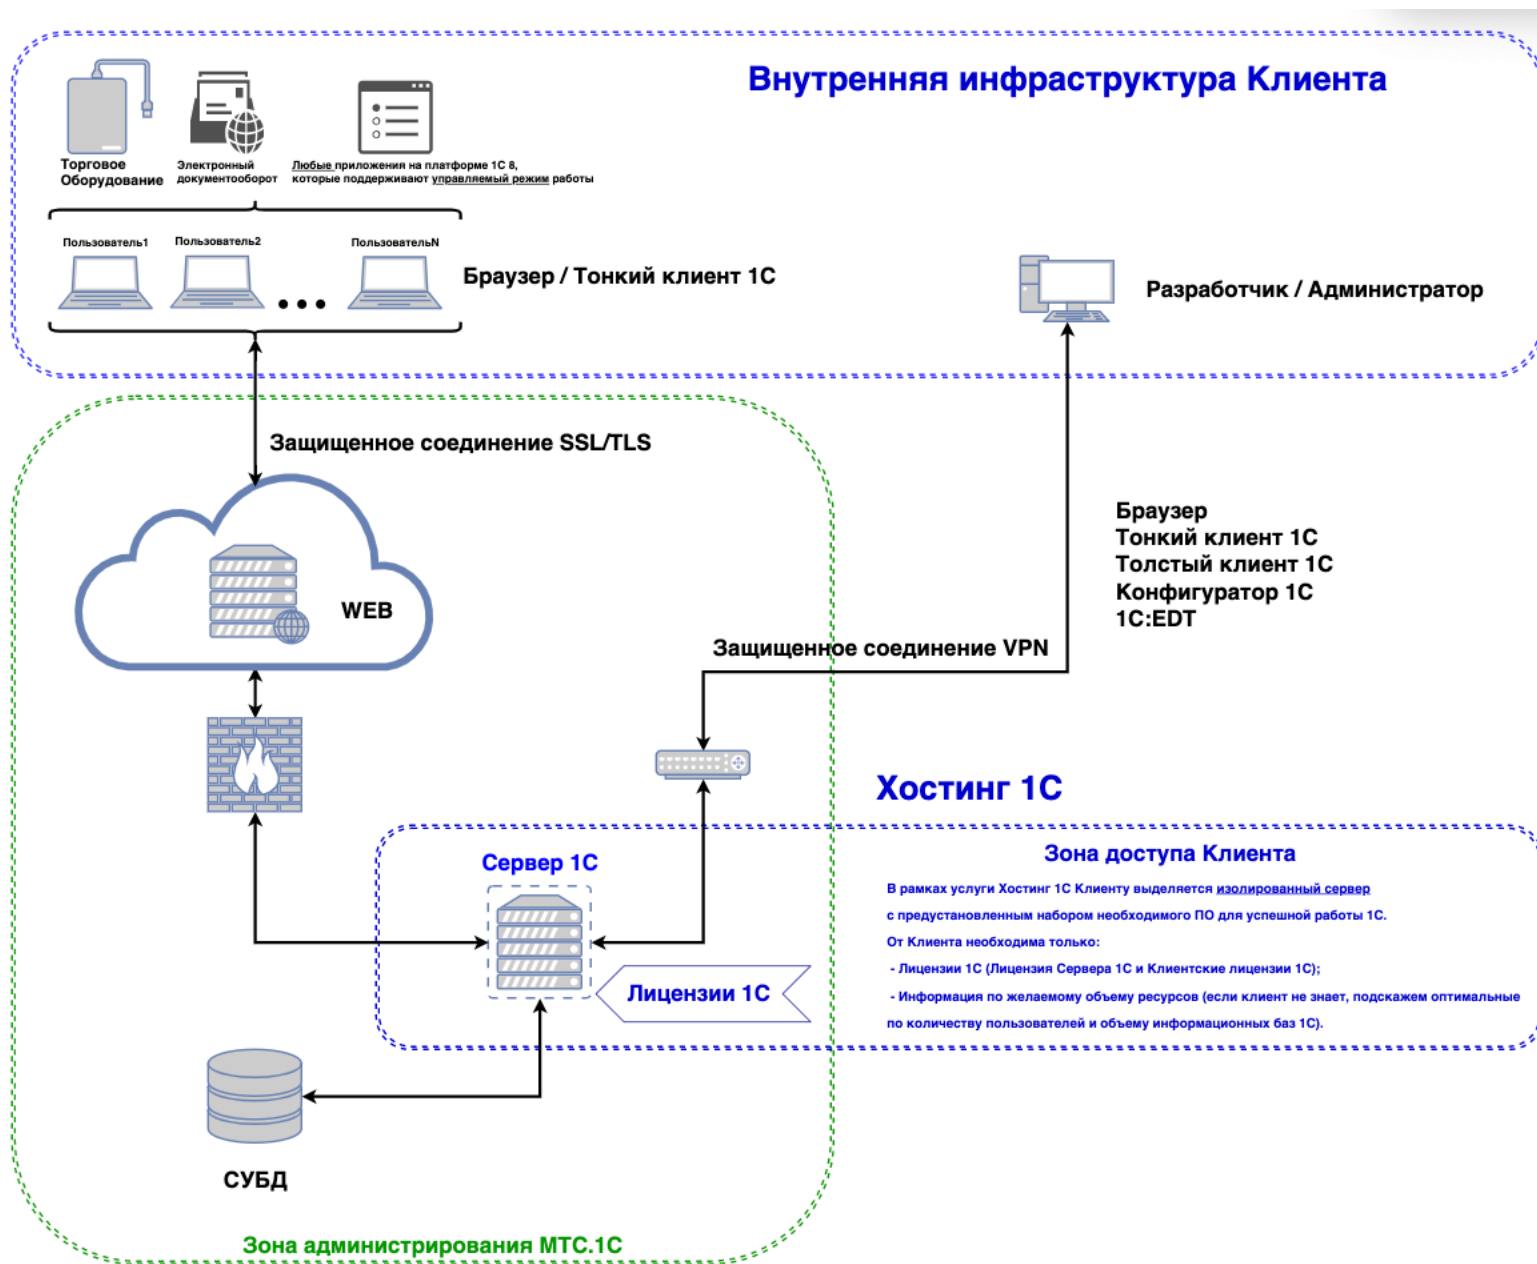 Внутренняя инфраструктура Клиента
Торговое
Оборудование
Электронный
документооборот
Любые приложения на платформе 1С 8,
которые поддерживают управляемый режим работы
Пользователь1
Пользователь2
ПользовательN
Браузер / Тонкий клиент 1С
Разработчик / Администратор
Защищенное соединение SSL/TLS
WEB
Браузер
Тонкий клиент 1С
Толстый клиент 1С
Конфигуратор 1С
1C:EDT
Защищенное соединение VPN
Хостинг 1С
Сервер 1С
Лицензии 1С
Зона доступа Клиента
В рамках услуги Хостинг 1С Клиенту выделяется изолированный сервер
с предустановленным набором необходимого ПО для успешной работы 1С.
От Клиента необходима только:
- Лицензии 1С (Лицензия Сервера 1С и Клиентские лицензии 1С);
- Информация по желаемому объему ресурсов (если клиент не знает, подскажем оптимальные
по количеству пользователей и объему информационных баз 1С).
СУБД
Зона администрирования МТС.1С